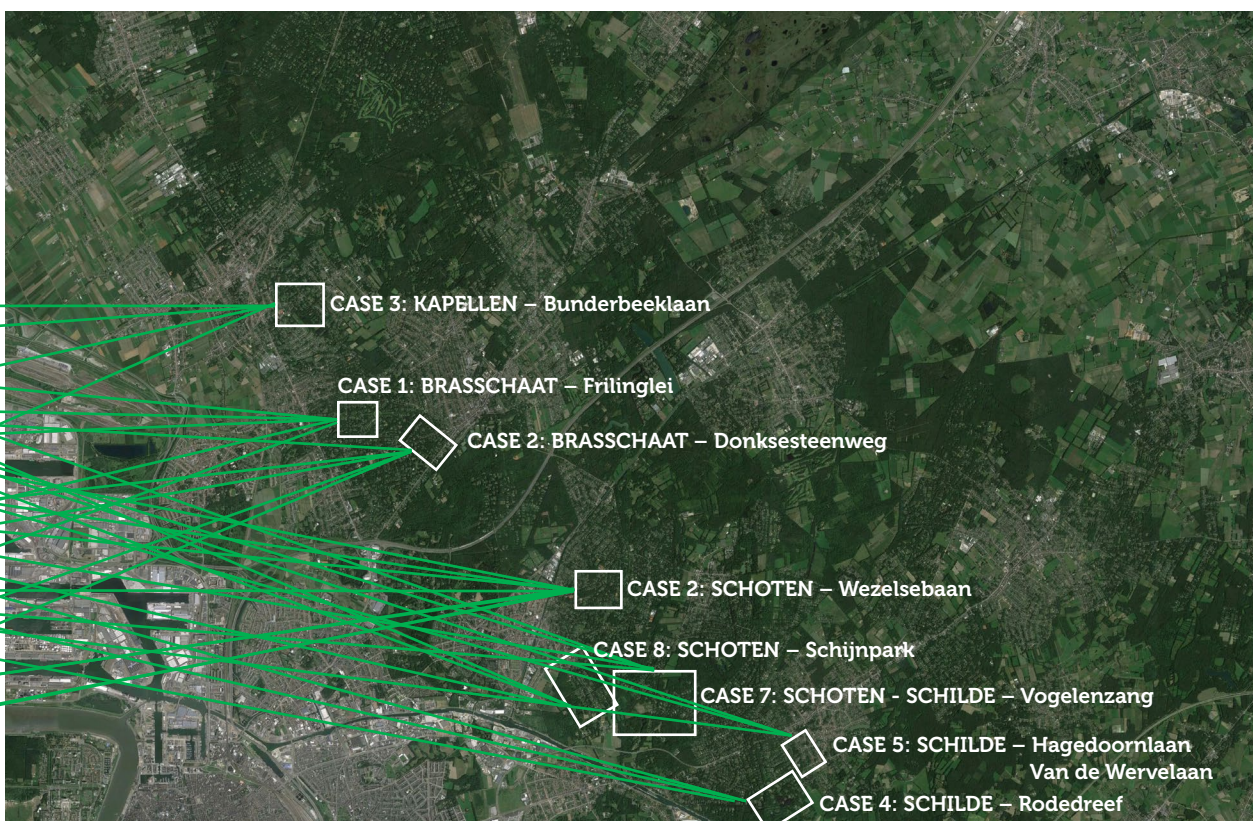 CASE 3: KAPELLEN – Bunderbeeklaan
CASE 1: BRASSCHAAT – Frilinglei
CASE 2: BRASSCHAAT – Donksesteenweg
CASE 2: SCHOTEN – Wezelsebaan
CASE 8: SCHOTEN – Schijnpark
CASE 7: SCHOTEN - SCHILDE – Vogelenzang
CASE 5: SCHILDE – Hagedoornlaan
Van de Wervelaan
CASE 4: SCHILDE – Rodedreef